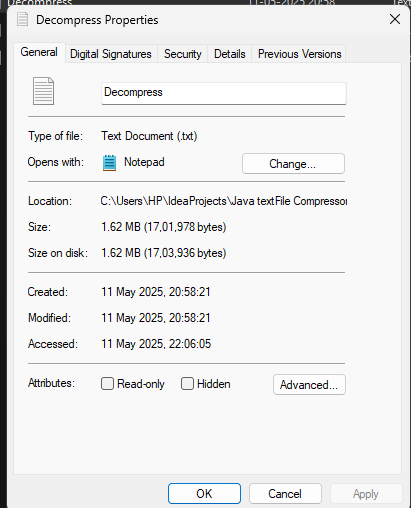 Decompress Properties
General Digital Signatures Security Details Previous Versions
Decompress
Type of file: Text Document (.txt)
Opens with: Notepad Change...
Location: C:\Users\HP\IdeaProjects\Java textFile Compressor
Size: 1.62 MB (17,01,978 bytes)
Size on disk: 1.62 MB (17,03,936 bytes)
Created: 11 May 2025, 20:58:21
Modified: 11 May 2025, 20:58:21
Accessed: 11 May 2025, 22:06:05
Attributes: Read-only Hidden Advanced...
OK Cancel Apply